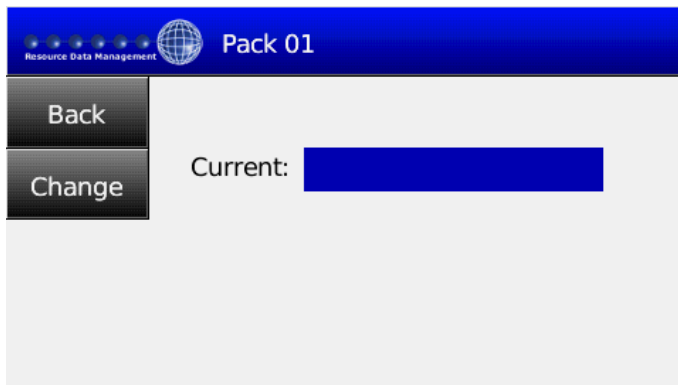 Resource Data Management
Pack 01
Back
Change
Current: